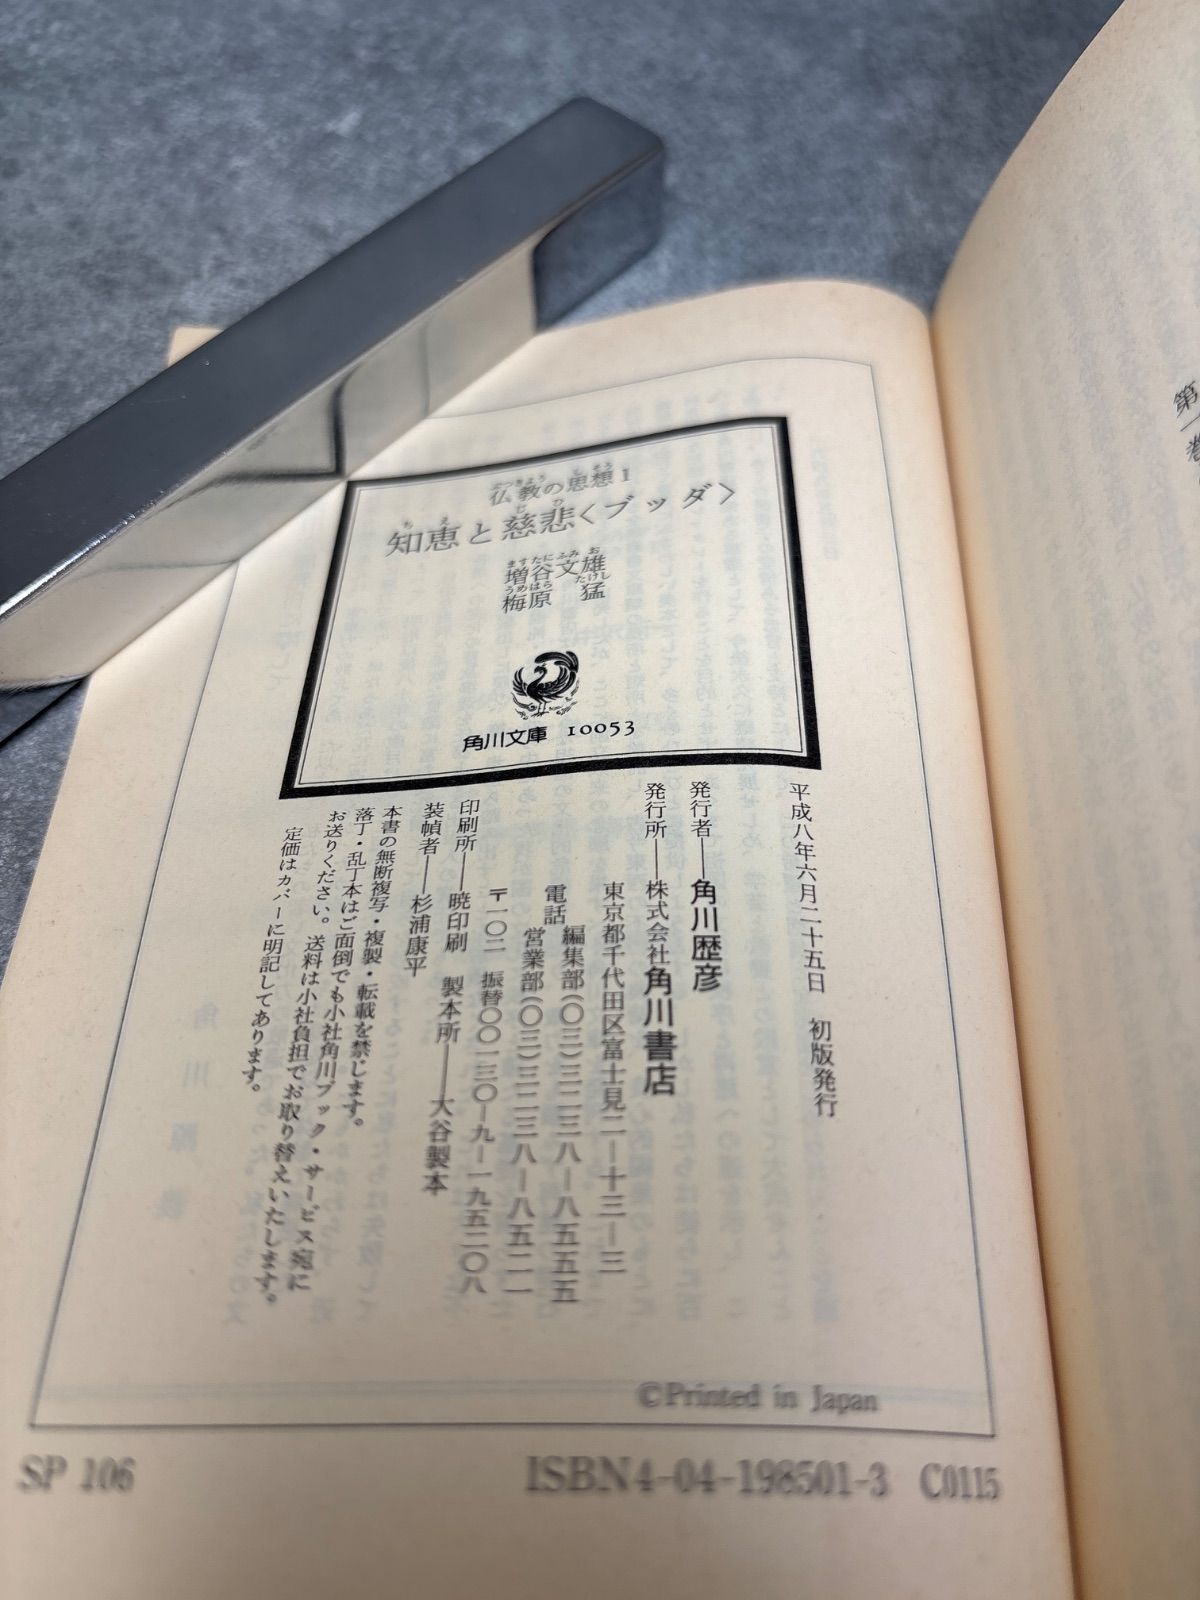 仏教の思想1
知恵と慈悲〈ブッダ〉
増谷文雄
梅原猛
角川文庫 10053
平成八年六月二十五日 初版発行
発行者——角川歴彦
発行所——株式会社角川書店
東京都千代田区富士見二—十三—三
電話 編集部(〇三)三二三八—八五五五
営業部(〇三)三二三八—八五二一
〒一〇二 振替〇〇一三〇—九—一九五二〇八
印刷所——暁印刷 製本所——大谷製本
装幀者——杉浦康平
本書の無断複写・複製・転載を禁じます。
落丁・乱丁本はご面倒でも小社角川ブック・サービス宛に
お送りください。送料は小社負担でお取り替えいたします。
定価はカバーに明記してあります。
©Printed in Japan
SP 106
ISBN4-04-198501-3 C0115